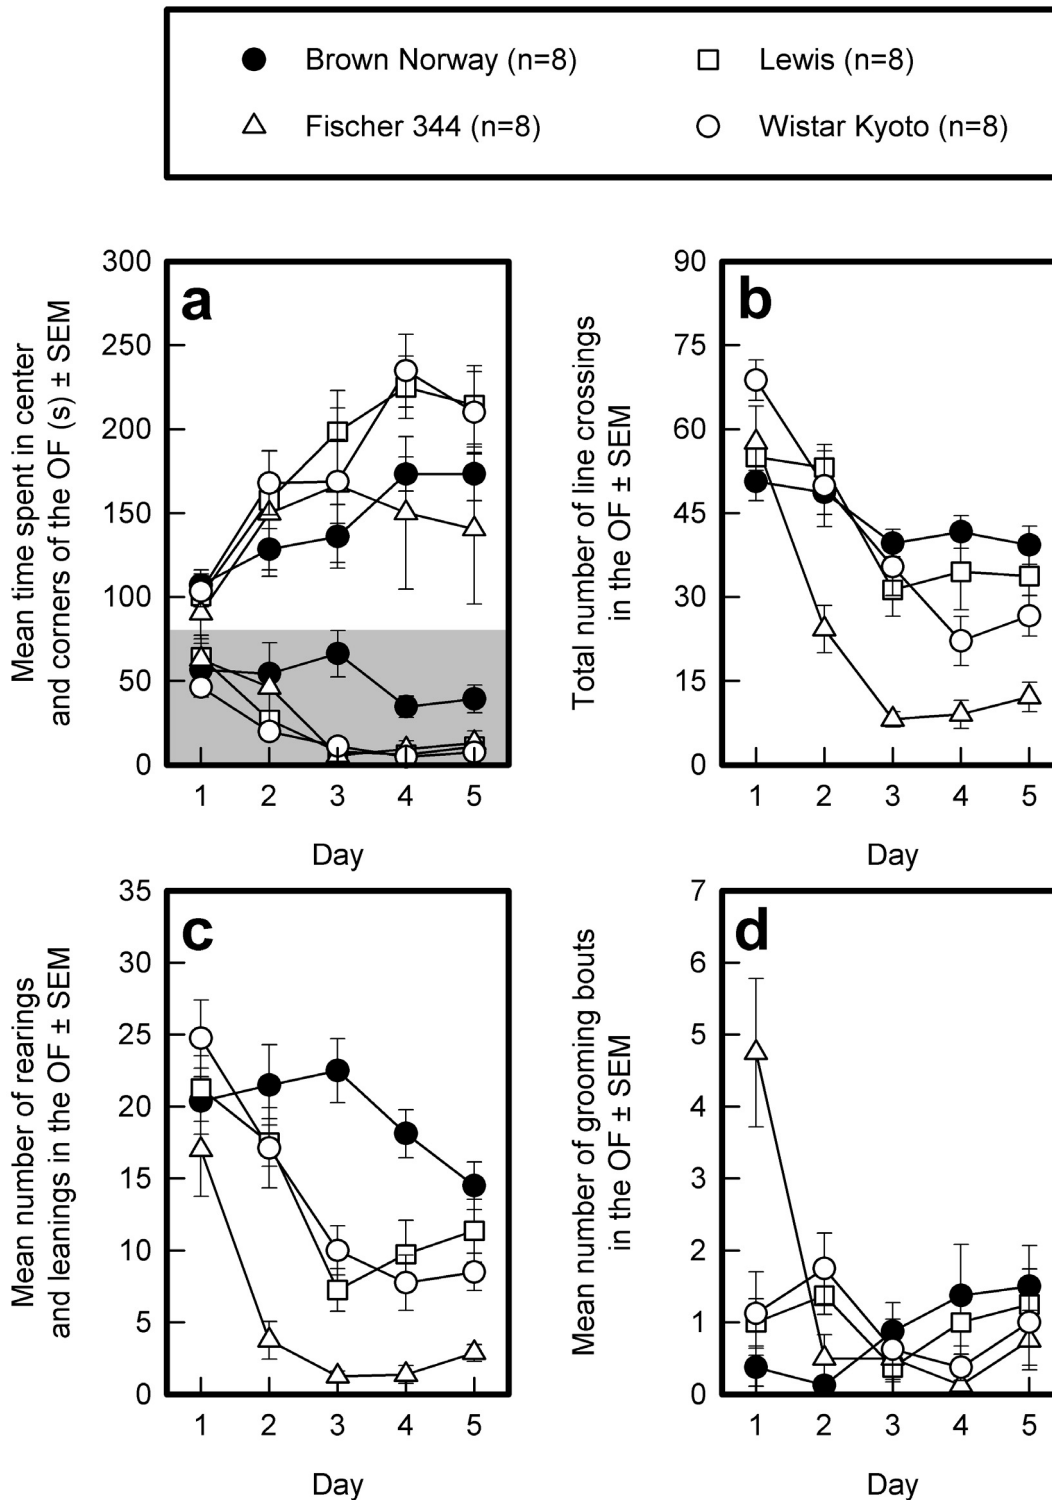 Brown Norway (n=8)
Lewis (n=8)
Fischer 344 (n=8)
Wistar Kyoto (n=8)
a
Mean time spent in center
and corners of the OF (s) ± SEM
300
250
200
150
100
50
0
1 2 3 4 5
Day
b
Total number of line crossings
in the OF ± SEM
90
75
60
45
30
15
0
1 2 3 4 5
Day
c
Mean number of rearings
and leanings in the OF ± SEM
35
30
25
20
15
10
5
0
1 2 3 4 5
Day
d
Mean number of grooming bouts
in the OF ± SEM
7
6
5
4
3
2
1
0
1 2 3 4 5
Day